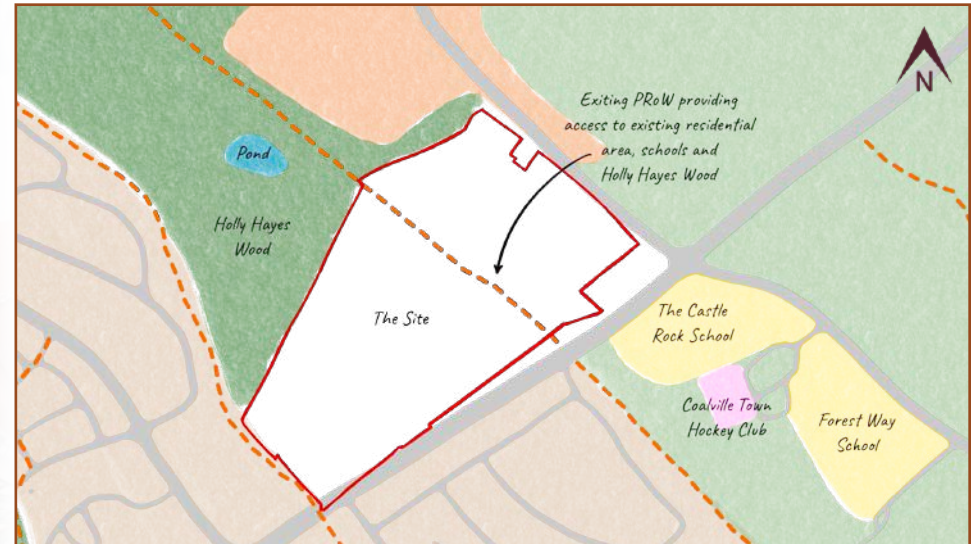 N
Exiting PRoW providing
access to existing residential
area, schools and
Holly Hayes Wood
Pond
Holly Hayes
Wood
The Site
The Castle
Rock School
Coalville Town
Hockey Club
Forest Way
School